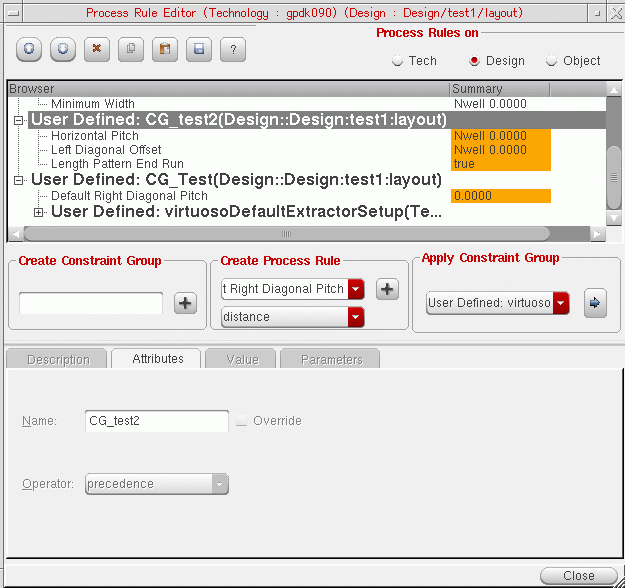 Process Rule Editor (Technology : gpdk090) (Design : Design/test1/layout)
Process Rules on
?
Tech Design Object
Browser Summary
Minimum Width Nwell 0.0000
User Defined: CG_test2(Design::Design:test1:layout)
Horizontal Pitch Nwell 0.0000
Left Diagonal Offset Nwell 0.0000
Length Pattern End Run true
User Defined: CG_Test(Design::Design:test1:layout)
Default Right Diagonal Pitch 0.0000
User Defined: virtuosoDefaultExtractorSetup(Te...
Create Constraint Group Create Process Rule Apply Constraint Group
t Right Diagonal Pitch
User Defined: virtuoso
distance
Description Attributes Value Parameters
Name: CG_test2 Override
Operator: precedence
Close